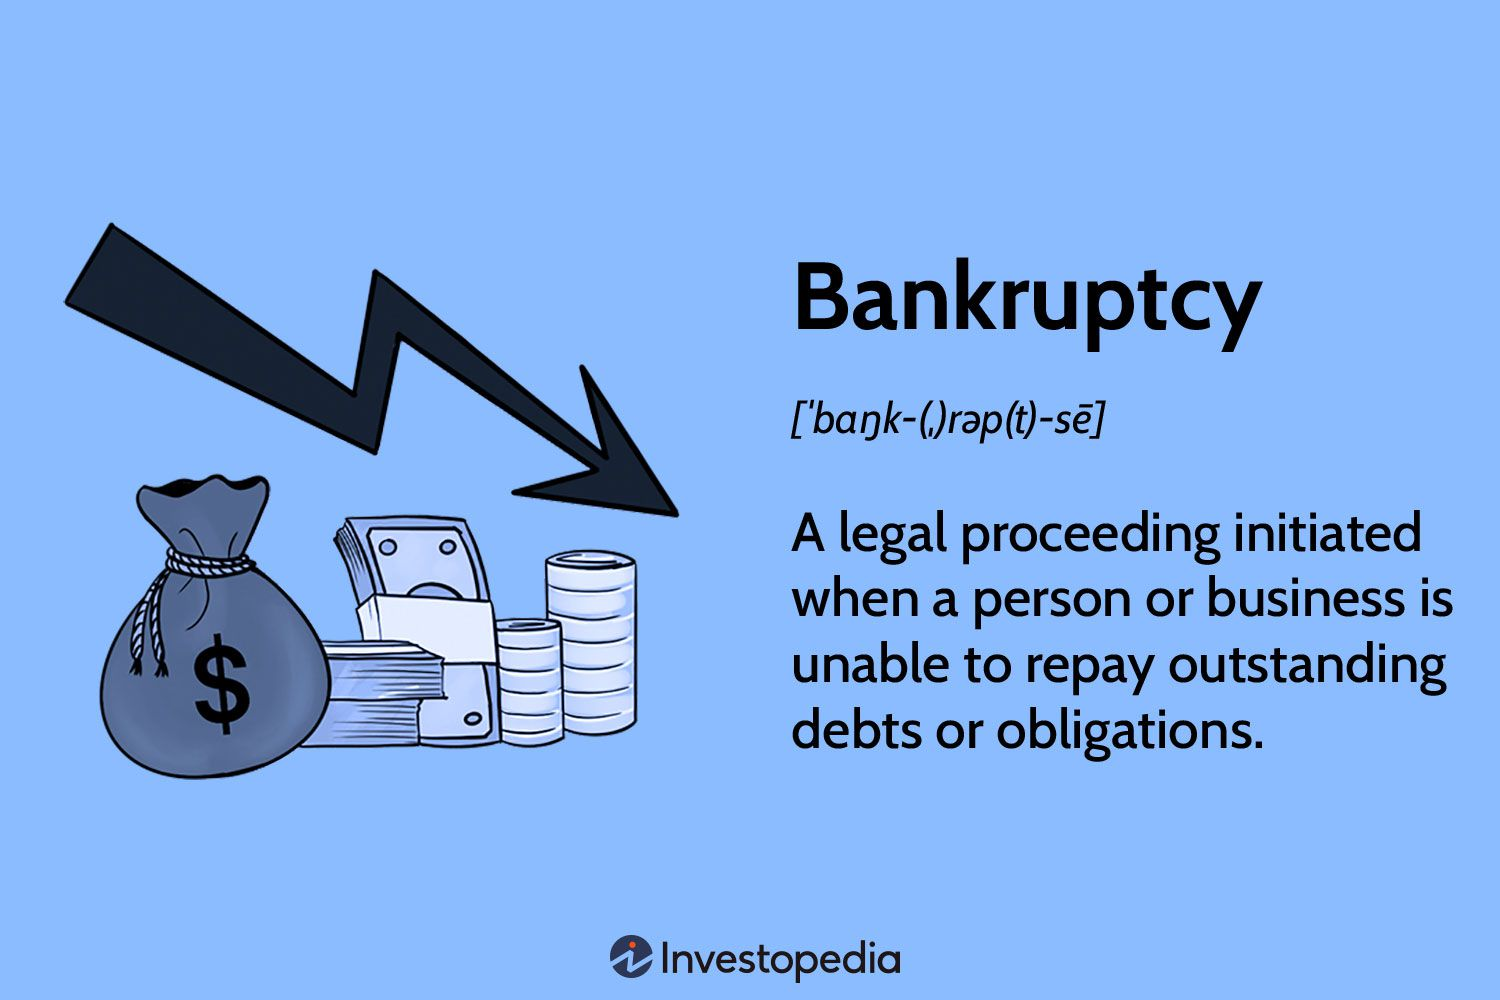 Bankruptcy
[ˈbaŋk-(ˌ)rəp(t)-sē]
A legal proceeding initiated
when a person or business is
unable to repay outstanding
debts or obligations.
$
Investopedia